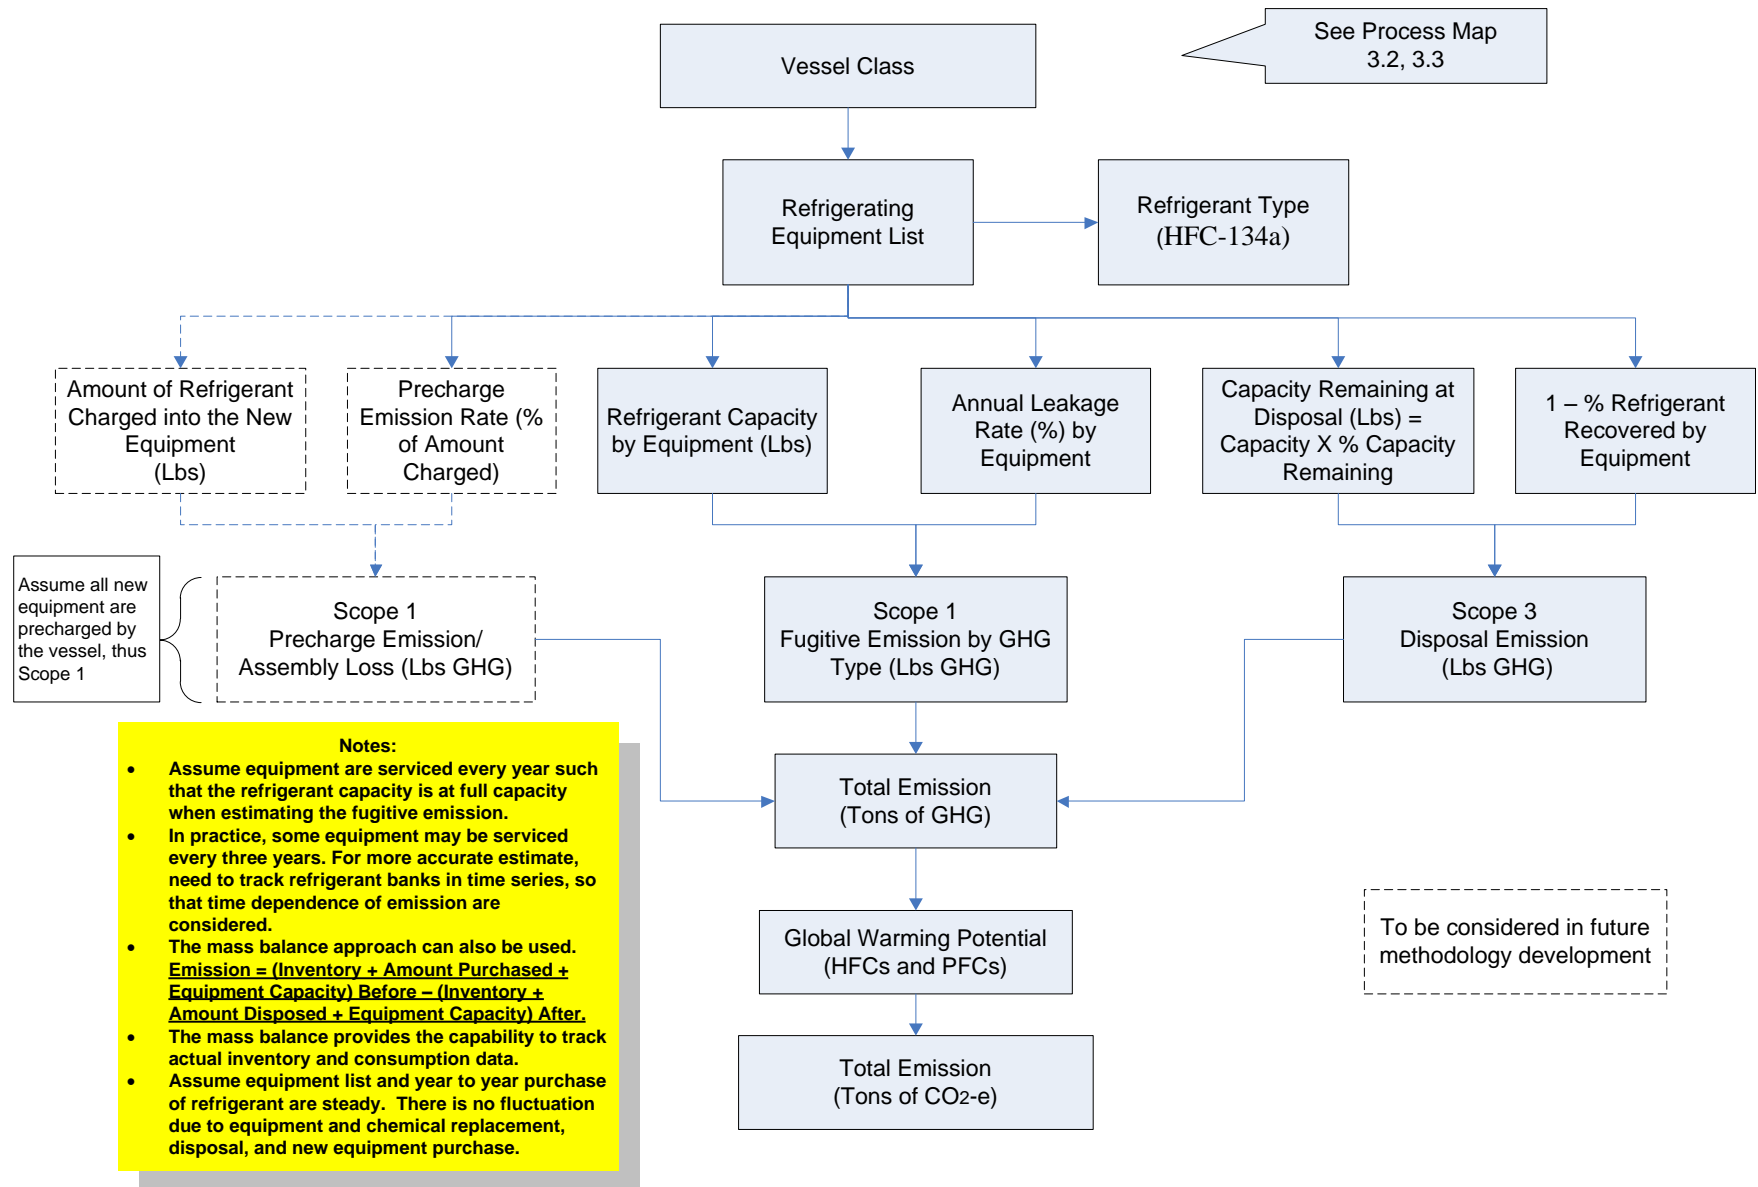 Vessel Class
See Process Map
3.2, 3.3
Refrigerating
Equipment List
Refrigerant Type
(HFC-134a)
Amount of Refrigerant
Charged into the New
Equipment
(Lbs)
Precharge
Emission Rate (%
of Amount
Charged)
Refrigerant Capacity
by Equipment (Lbs)
Annual Leakage
Rate (%) by
Equipment
Capacity Remaining at
Disposal (Lbs) =
Capacity X % Capacity
Remaining
1 – % Refrigerant
Recovered by
Equipment
Assume all new
equipment are
precharged by
the vessel, thus
Scope 1
Scope 1
Precharge Emission/
Assembly Loss (Lbs GHG)
Scope 1
Fugitive Emission by GHG
Type (Lbs GHG)
Scope 3
Disposal Emission
(Lbs GHG)
Notes:
• Assume equipment are serviced every year such
that the refrigerant capacity is at full capacity
when estimating the fugitive emission.
• In practice, some equipment may be serviced
every three years. For more accurate estimate,
need to track refrigerant banks in time series, so
that time dependence of emission are
considered.
• The mass balance approach can also be used.
Emission = (Inventory + Amount Purchased +
Equipment Capacity) Before – (Inventory +
Amount Disposed + Equipment Capacity) After.
• The mass balance provides the capability to track
actual inventory and consumption data.
• Assume equipment list and year to year purchase
of refrigerant are steady.  There is no fluctuation
due to equipment and chemical replacement,
disposal, and new equipment purchase.
Total Emission
(Tons of GHG)
Global Warming Potential
(HFCs and PFCs)
To be considered in future
methodology development
Total Emission
(Tons of CO2-e)